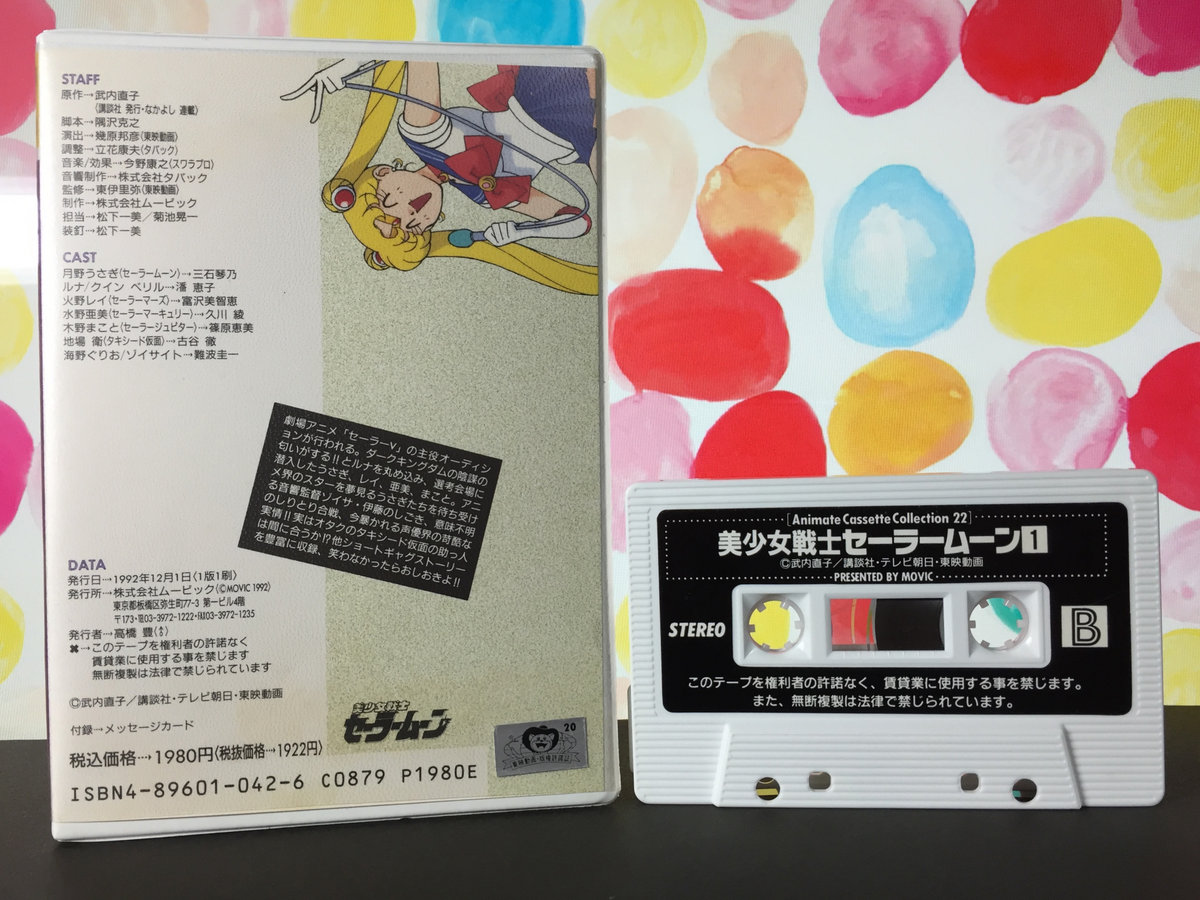 STAFF
原作→武内直子
(講談社 発行・なかよし 連載)
脚本→隅沢克之
演出→幾原邦彦(東映動画)
調整→立花康夫(タバック)
音楽/効果→今野康之(スワラプロ)
音響制作→株式会社タバック
監修→東伊里弥(東映動画)
制作→株式会社ムービック
担当→松下一美／菊池晃一
装釘→松下一美
CAST
月野うさぎ(セーラームーン)→三石琴乃
ルナ/クイン ベリル→潘 恵子
火野レイ(セーラーマーズ)→富沢美智恵
水野亜美(セーラーマーキュリー)→久川 綾
木野まこと(セーラージュピター)→篠原恵美
地場 衛(タキシード仮面)→古谷 徹
海野ぐりお/ゾイサイト→難波圭一
劇場アニメ「セーラーV」の主役オーディシ
ョンが行われる。ダークキングダムの陰謀の
匂いがする!!とルナを丸め込み、選考会場に
潜入したうさぎ、レイ、亜美、まこと。アニ
メ界のスターを夢見るうさぎたちを待ち受け
る音響監督ゾイサ・伊藤のしごき、意味不明
のしりとり合戦、今暴かれる声優界の苛酷な
実情!!実はオタクのタキシード仮面の助っ人
は間に合うか!?他ショートギャグストーリー
を豊富に収録、笑わなかったらおしおきよ!!
DATA
発行日→1992年12月1日〈1版1刷〉
発行所→株式会社ムービック(©MOVIC 1992)
東京都板橋区弥生町77-3 第一ビル4階
〒173・☎03-3972-1222・FAX03-3972-1235
発行者→高橋 豊(き)
✖→このテープを権利者の許諾なく
賃貸業に使用する事を禁じます
無断複製は法律で禁じられています
©武内直子／講談社・テレビ朝日・東映動画
付録→メッセージカード
税込価格…→1980円〈税抜価格…→1922円〉
ISBN4-89601-042-6 C0879 P1980E
美少女戦士
セーラームーン
20
東映動画・版権許諾証
[Animate Cassette Collection 22]
美少女戦士セーラームーン1
©武内直子／講談社・テレビ朝日・東映動画
PRESENTED BY MOVIC
STEREO
B
このテープを権利者の許諾なく、賃貸業に使用する事を禁じます。
また、無断複製は法律で禁じられています。